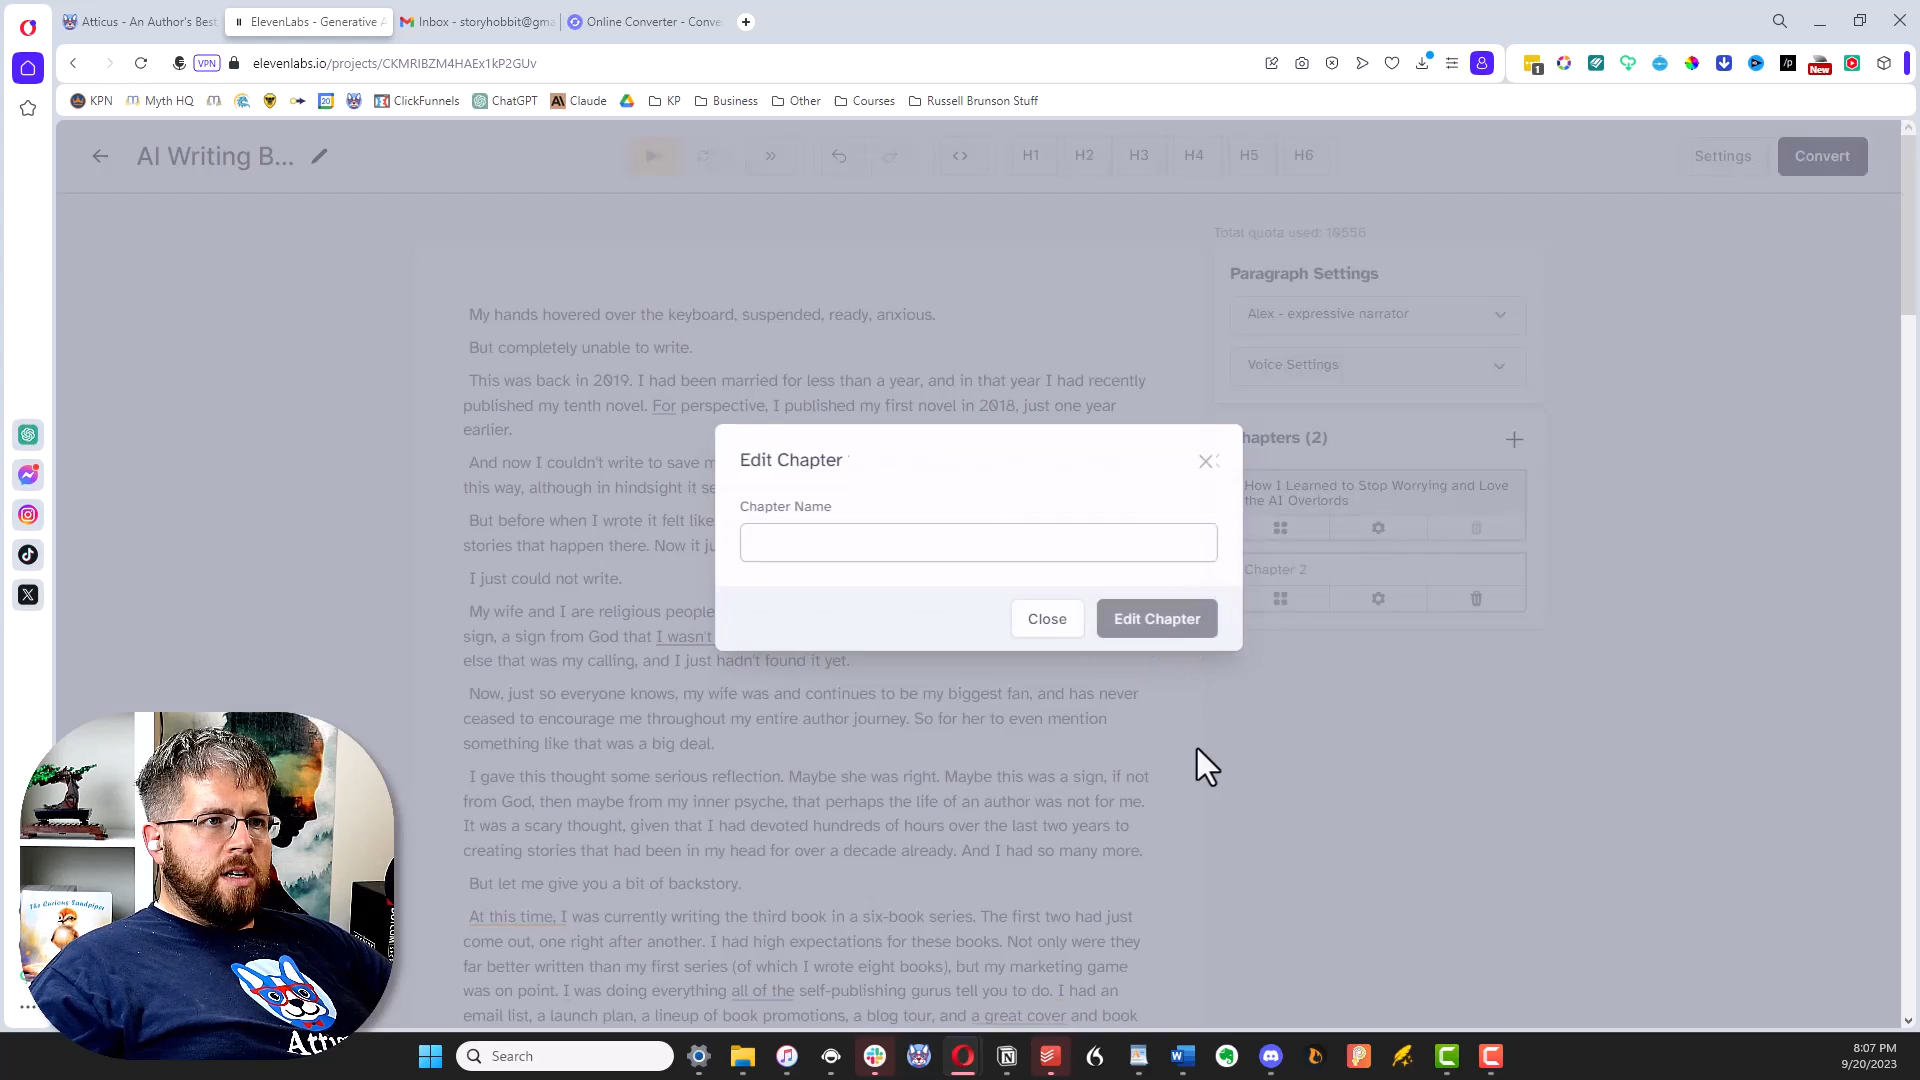 Atticus - An Author's Best
ElevenLabs - Generative A
Inbox - storyhobbit@gma
Online Converter - Conve
VPN
elevenlabs.io/projects/CKMRIBZM4HAEx1kP2GUv
1
/p
New
KPN
Myth HQ
ClickFunnels
ChatGPT
Claude
KP
Business
Other
Courses
Russell Brunson Stuff
AI Writing B...
H1
H2
H3
H4
H5
H6
Settings
Convert
Total quota used: 10556
Paragraph Settings
Alex - expressive narrator
Voice Settings
hapters (2)
How I Learned to Stop Worrying and Love
the AI Overlords
Chapter 2
My hands hovered over the keyboard, suspended, ready, anxious.
But completely unable to write.
This was back in 2019. I had been married for less than a year, and in that year I had recently
published my tenth novel. For perspective, I published my first novel in 2018, just one year
earlier.
And now I couldn't write to save m
this way, although in hindsight it se
But before when I wrote it felt like
stories that happen there. Now it ju
I just could not write.
My wife and I are religious people
sign, a sign from God that I wasn't
else that was my calling, and I just hadn't found it yet.
Now, just so everyone knows, my wife was and continues to be my biggest fan, and has never
ceased to encourage me throughout my entire author journey. So for her to even mention
something like that was a big deal.
I gave this thought some serious reflection. Maybe she was right. Maybe this was a sign, if not
from God, then maybe from my inner psyche, that perhaps the life of an author was not for me.
It was a scary thought, given that I had devoted hundreds of hours over the last two years to
creating stories that had been in my head for over a decade already. And I had so many more.
But let me give you a bit of backstory.
At this time, I was currently writing the third book in a six-book series. The first two had just
come out, one right after another. I had high expectations for these books. Not only were they
far better written than my first series (of which I wrote eight books), but my marketing game
was on point. I was doing everything all of the self-publishing gurus tell you to do. I had an
email list, a launch plan, a lineup of book promotions, a blog tour, and a great cover and book
Edit Chapter
Chapter Name
Close
Edit Chapter
The Curious Sandpiper
Search
8:07 PM
9/20/2023